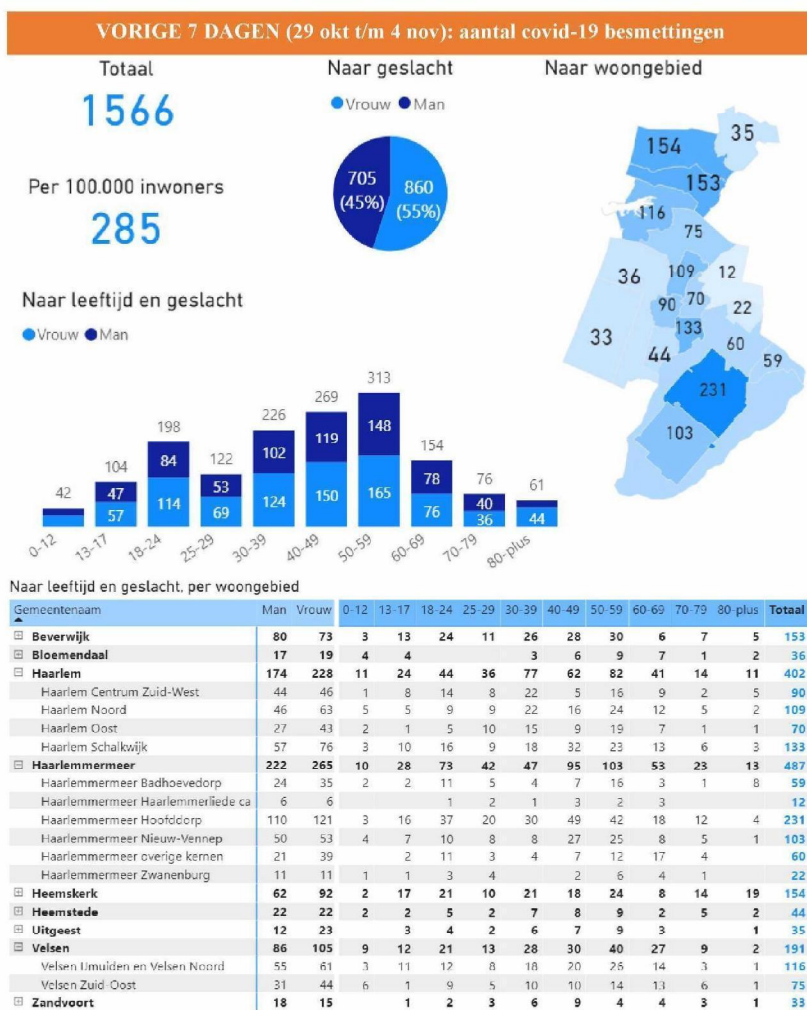 VORIGE 7 DAGEN (29 okt t/m 4 nov): aantal covid-19 besmettingen
Totaal
1566
Per 100.000 inwoners
285
Naar geslacht
Vrouw Man
705
(45%)
860
(55%)
Naar woongebied
35
154
153
116
75
36
109
12
90
70
22
33
133
44
60
59
231
103
Naar leeftijd en geslacht
Vrouw Man
42 104 198 122 226 269 313 154 76 61
47 84 53 102 119 148 78 40
57 114 69 124 150 165 76 36 44
0-12 13-17 18-24 25-29 30-39 40-49 50-59 60-69 70-79 80-plus
Naar leeftijd en geslacht, per woongebied
Gemeentenaam Man Vrouw 0-12 13-17 18-24 25-29 30-39 40-49 50-59 60-69 70-79 80-plus Totaal
Beverwijk 80 73 3 13 24 11 26 28 30 6 7 5 153
Bloemendaal 17 19 4 4 3 6 9 7 1 2 36
Haarlem 174 228 11 24 44 36 77 62 82 41 14 11 402
Haarlem Centrum Zuid-West 44 46 1 8 14 8 22 5 16 9 2 5 90
Haarlem Noord 46 63 5 5 9 9 22 16 24 12 5 2 109
Haarlem Oost 27 43 2 1 5 10 15 9 19 7 1 1 70
Haarlem Schalkwijk 57 76 3 10 16 9 18 32 23 13 6 3 133
Haarlemmermeer 222 265 10 28 73 42 47 95 103 53 23 13 487
Haarlemmermeer Badhoevedorp 24 35 2 2 11 5 4 7 16 3 1 8 59
Haarlemmermeer Haarlemmerliede ca 6 6 1 2 1 3 2 3 12
Haarlemmermeer Hoofddorp 110 121 3 16 37 20 30 49 42 18 12 4 231
Haarlemmermeer Nieuw-Vennep 50 53 4 7 10 8 8 27 25 8 5 1 103
Haarlemmermeer overige kernen 21 39 2 11 3 4 7 12 17 4 60
Haarlemmermeer Zwanenburg 11 11 1 1 3 4 2 6 4 1 22
Heemskerk 62 92 2 17 21 10 21 18 24 8 14 19 154
Heemstede 22 22 2 2 5 2 7 8 9 2 5 2 44
Uitgeest 12 23 3 4 2 6 7 9 3 1 35
Velsen 86 105 9 12 21 13 28 30 40 27 9 2 191
Velsen IJmuiden en Velsen Noord 55 61 3 11 12 8 18 20 26 14 3 1 116
Velsen Zuid-Oost 31 44 6 1 9 5 10 10 14 13 6 1 75
Zandvoort 18 15 1 2 3 6 9 4 4 3 1 33